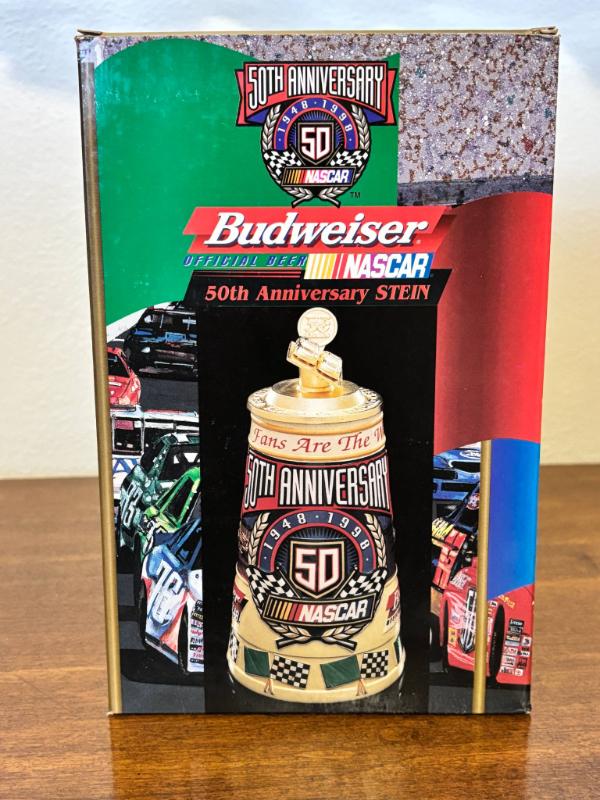 50TH ANNIVERSARY
1948 · 1998
50
NASCAR
TM
Budweiser
OFFICIAL BEER NASCAR
50th Anniversary STEIN
Fans Are The
50TH ANNIVERSARY
1948 · 1998
50
NASCAR